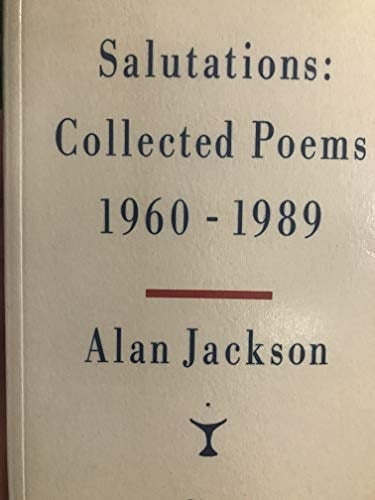 Salutations:
Collected Poems
1960 - 1989
Alan Jackson